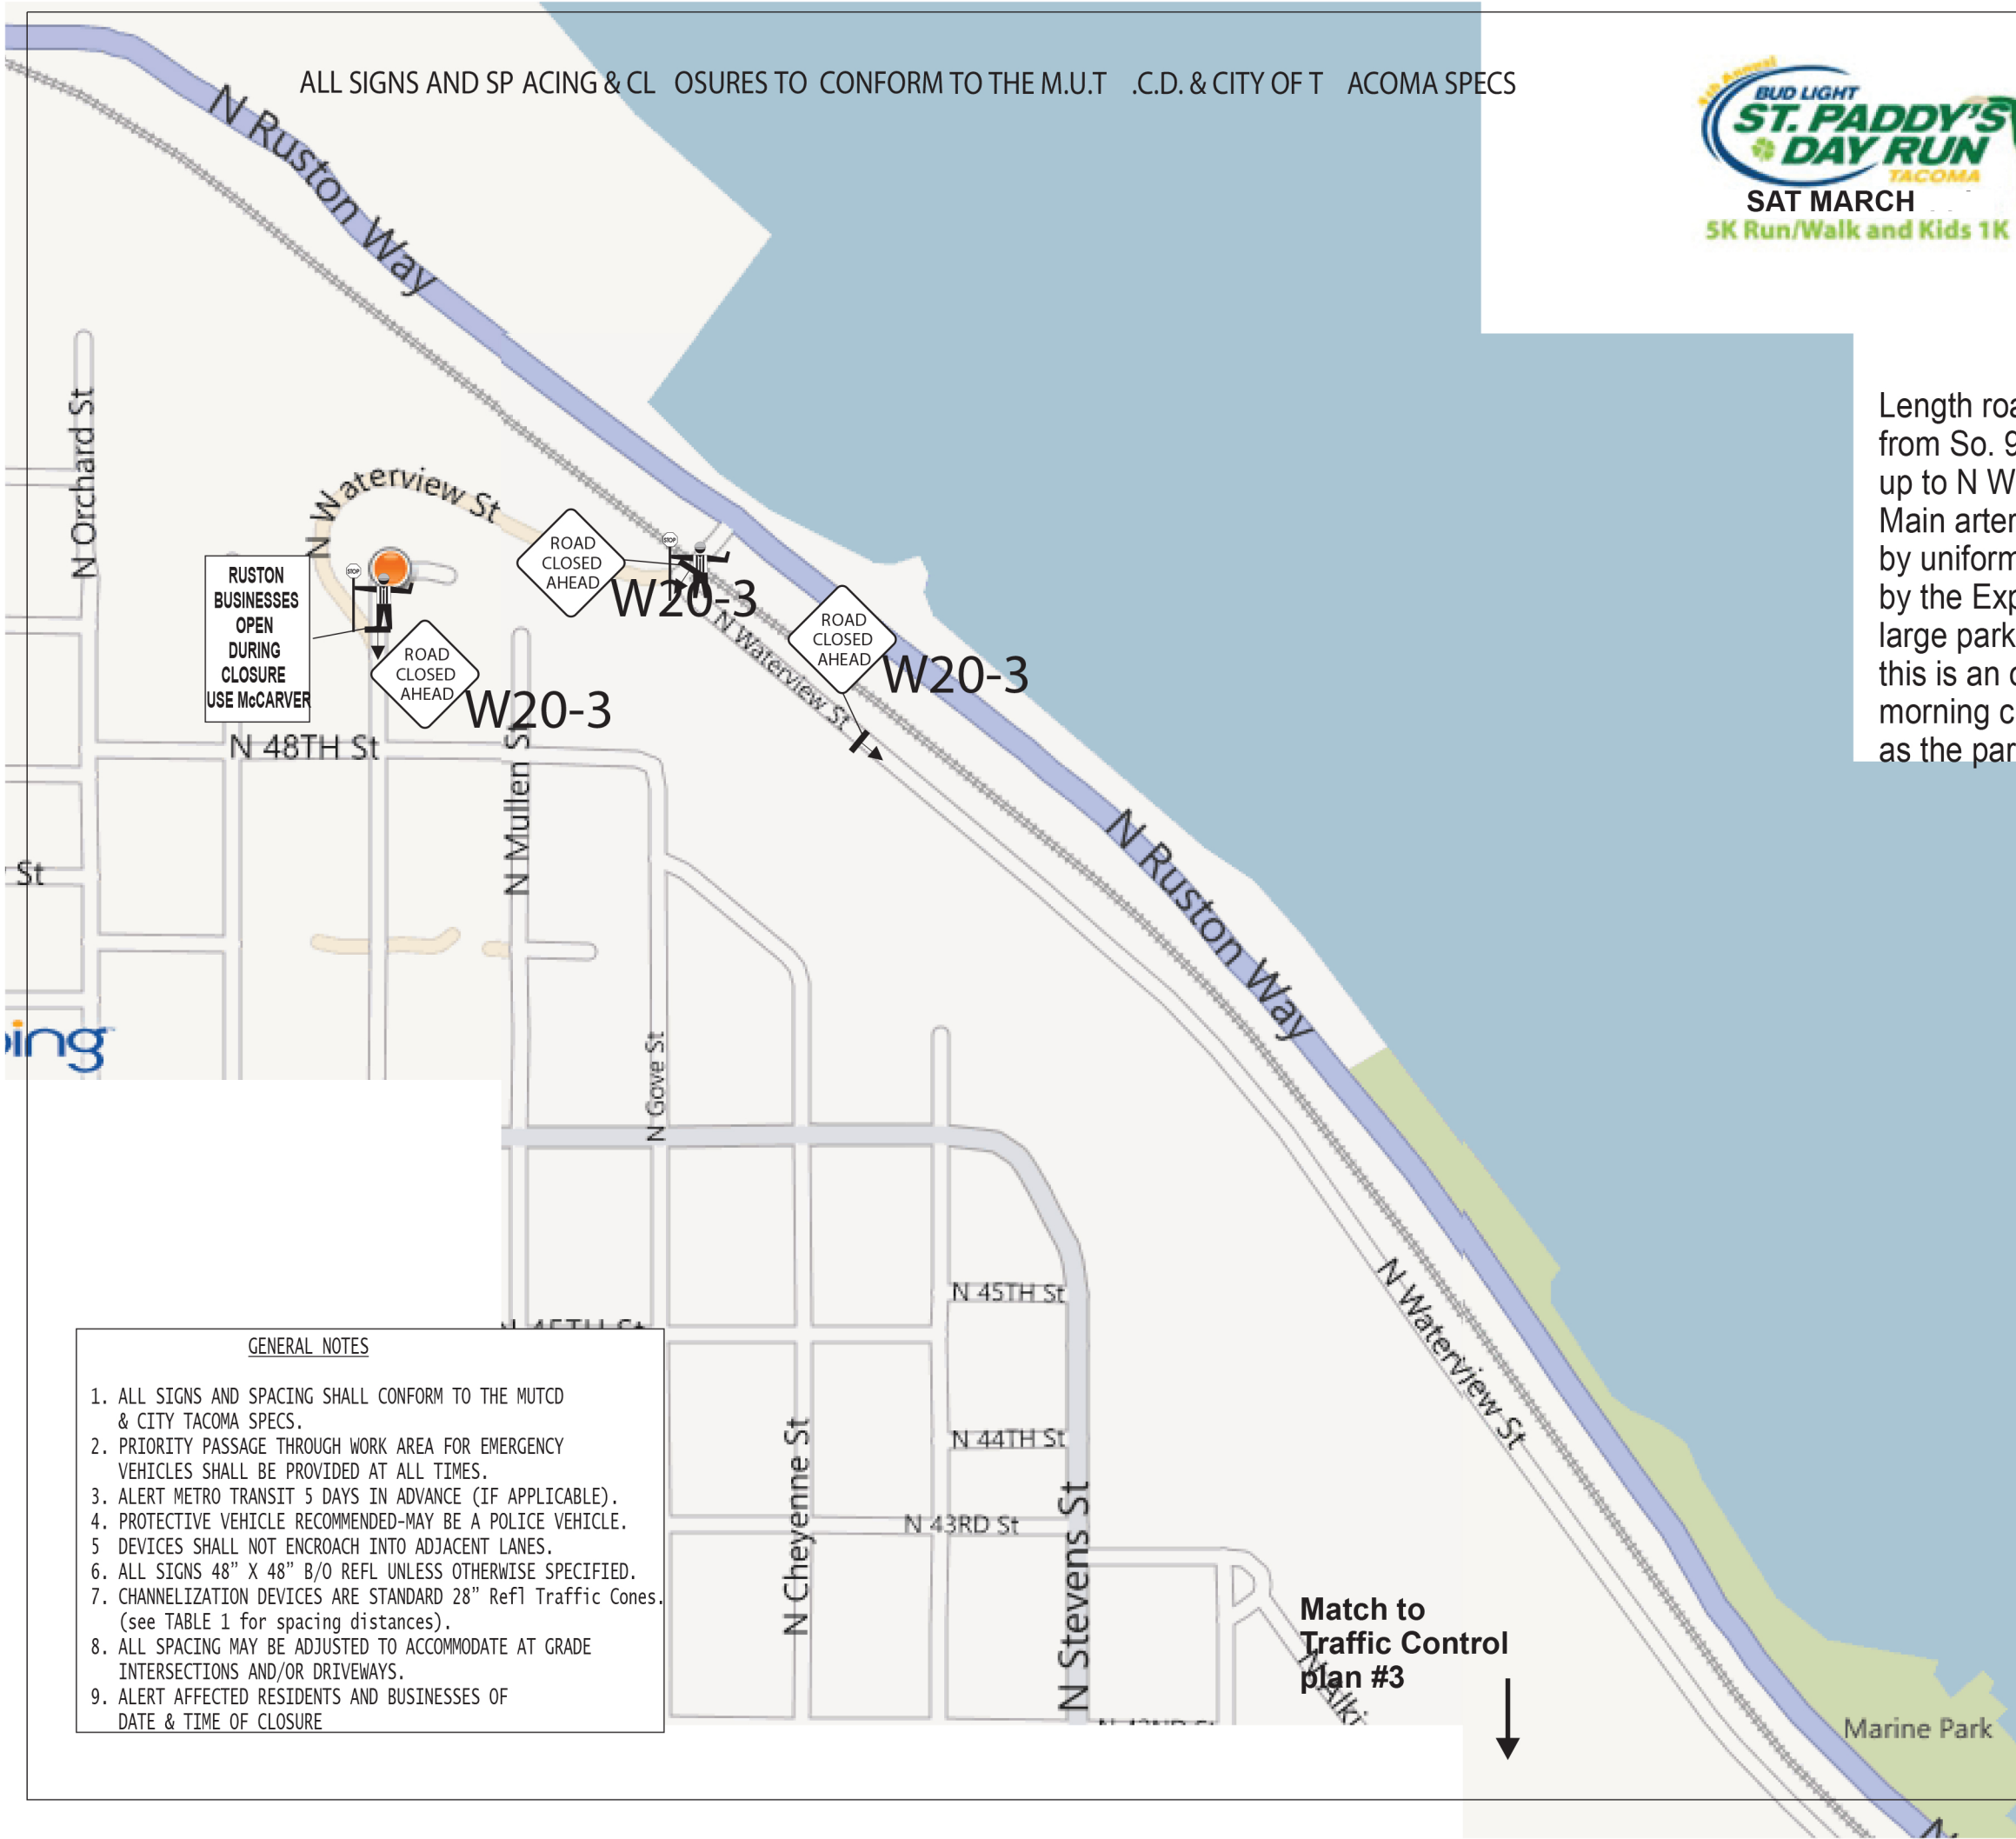 ALL SIGNS AND SP ACING & CL OSURES TO CONFORM TO THE M.U.T .C.D. & CITY OF T ACOMA SPECS
4th Annual
BUD LIGHT
ST. PADDY'S
DAY RUN
TACOMA
SAT MARCH
5K Run/Walk and Kids 1K
N Ruston Way
Length
from So. 9
up to N W
Main
by
by the
large
this is an
morning
as the
N Orchard St
N Waterview St
STOP
STOP
ROAD
CLOSED
AHEAD
W20-3
RUSTON
BUSINESSES
OPEN
DURING
CLOSURE
USE McCARVER
ROAD
CLOSED
AHEAD
W20-3
ROAD
CLOSED
AHEAD
W20-3
N Waterview St
N 48TH St
N Mullen St
N Ruston Way
St
ing
N Gove St
N 45TH St
N 45TH St
N Waterview St
GENERAL NOTES
1. ALL SIGNS AND SPACING SHALL CONFORM TO THE MUTCD
& CITY TACOMA SPECS.
2. PRIORITY PASSAGE THROUGH WORK AREA FOR EMERGENCY
VEHICLES SHALL BE PROVIDED AT ALL TIMES.
3. ALERT METRO TRANSIT 5 DAYS IN ADVANCE (IF APPLICABLE).
4. PROTECTIVE VEHICLE RECOMMENDED-MAY BE A POLICE VEHICLE.
5 DEVICES SHALL NOT ENCROACH INTO ADJACENT LANES.
6. ALL SIGNS 48" X 48" B/O REFL UNLESS OTHERWISE SPECIFIED.
7. CHANNELIZATION DEVICES ARE STANDARD 28" Refl Traffic Cones.
(see TABLE 1 for spacing distances).
8. ALL SPACING MAY BE ADJUSTED TO ACCOMMODATE AT GRADE
INTERSECTIONS AND/OR DRIVEWAYS.
9. ALERT AFFECTED RESIDENTS AND BUSINESSES OF
DATE & TIME OF CLOSURE
N 44TH St
N Cheyenne St
N 43RD St
N Stevens St
Match to
Traffic Control
plan #3
N Alki
N 42ND St
Marine Park